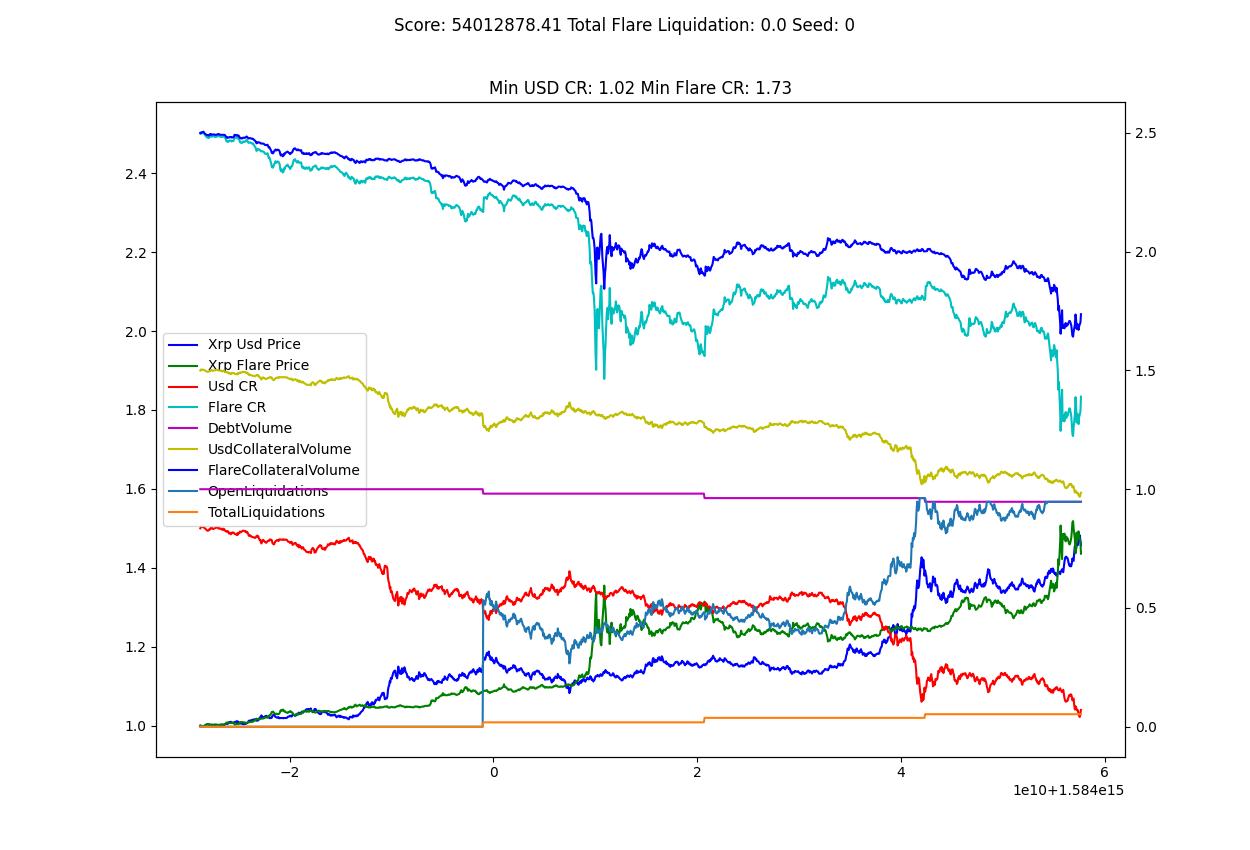 Score: 54012878.41 Total Flare Liquidation: 0.0 Seed: 0
Min USD CR: 1.02 Min Flare CR: 1.73
2.4
2.2
2.0
1.8
1.6
1.4
1.2
1.0
Xrp Usd Price
Xrp Flare Price
Usd CR
Flare CR
DebtVolume
UsdCollateralVolume
FlareCollateralVolume
OpenLiquidations
TotalLiquidations
2.5
2.0
1.5
1.0
0.5
0.0
−2 0 2 4 6
1e10+1.584e15